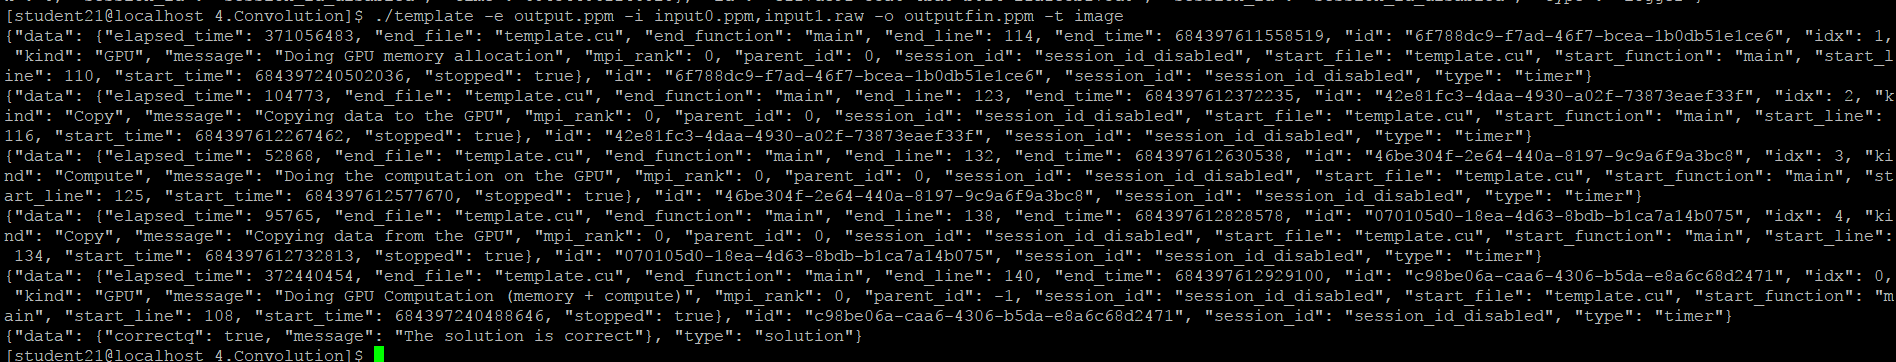 [student21@localhost 4.Convolution]$ ./template -e output.ppm -i input0.ppm,input1.raw -o outputfin.ppm -t image
{"data": {"elapsed_time": 371056483, "end_file": "template.cu", "end_function": "main", "end_line": 114, "end_time": 684397611558519, "id": "6f788dc9-f7ad-46f7-bcea-1b0db51e1ce6", "idx": 1,
 "kind": "GPU", "message": "Doing GPU memory allocation", "mpi_rank": 0, "parent_id": 0, "session_id": "session_id_disabled", "start_file": "template.cu", "start_function": "main", "start_l
ine": 110, "start_time": 684397240502036, "stopped": true}, "id": "6f788dc9-f7ad-46f7-bcea-1b0db51e1ce6", "session_id": "session_id_disabled", "type": "timer"}
{"data": {"elapsed_time": 104773, "end_file": "template.cu", "end_function": "main", "end_line": 123, "end_time": 684397612372235, "id": "42e81fc3-4daa-4930-a02f-73873eaef33f", "idx": 2, "k
ind": "Copy", "message": "Copying data to the GPU", "mpi_rank": 0, "parent_id": 0, "session_id": "session_id_disabled", "start_file": "template.cu", "start_function": "main", "start_line":
116, "start_time": 684397612267462, "stopped": true}, "id": "42e81fc3-4daa-4930-a02f-73873eaef33f", "session_id": "session_id_disabled", "type": "timer"}
{"data": {"elapsed_time": 52868, "end_file": "template.cu", "end_function": "main", "end_line": 132, "end_time": 684397612630538, "id": "46be304f-2e64-440a-8197-9c9a6f9a3bc8", "idx": 3, "ki
nd": "Compute", "message": "Doing the computation on the GPU", "mpi_rank": 0, "parent_id": 0, "session_id": "session_id_disabled", "start_file": "template.cu", "start_function": "main", "st
art_line": 125, "start_time": 684397612577670, "stopped": true}, "id": "46be304f-2e64-440a-8197-9c9a6f9a3bc8", "session_id": "session_id_disabled", "type": "timer"}
{"data": {"elapsed_time": 95765, "end_file": "template.cu", "end_function": "main", "end_line": 138, "end_time": 684397612828578, "id": "070105d0-18ea-4d63-8bdb-b1ca7a14b075", "idx": 4, "ki
nd": "Copy", "message": "Copying data from the GPU", "mpi_rank": 0, "parent_id": 0, "session_id": "session_id_disabled", "start_file": "template.cu", "start_function": "main", "start_line":
 134, "start_time": 684397612732813, "stopped": true}, "id": "070105d0-18ea-4d63-8bdb-b1ca7a14b075", "session_id": "session_id_disabled", "type": "timer"}
{"data": {"elapsed_time": 372440454, "end_file": "template.cu", "end_function": "main", "end_line": 140, "end_time": 684397612929100, "id": "c98be06a-caa6-4306-b5da-e8a6c68d2471", "idx": 0,
 "kind": "GPU", "message": "Doing GPU Computation (memory + compute)", "mpi_rank": 0, "parent_id": -1, "session_id": "session_id_disabled", "start_file": "template.cu", "start_function": "m
ain", "start_line": 108, "start_time": 684397240488646, "stopped": true}, "id": "c98be06a-caa6-4306-b5da-e8a6c68d2471", "session_id": "session_id_disabled", "type": "timer"}
{"data": {"correctq": true, "message": "The solution is correct"}, "type": "solution"}
[student21@localhost 4.Convolution]$